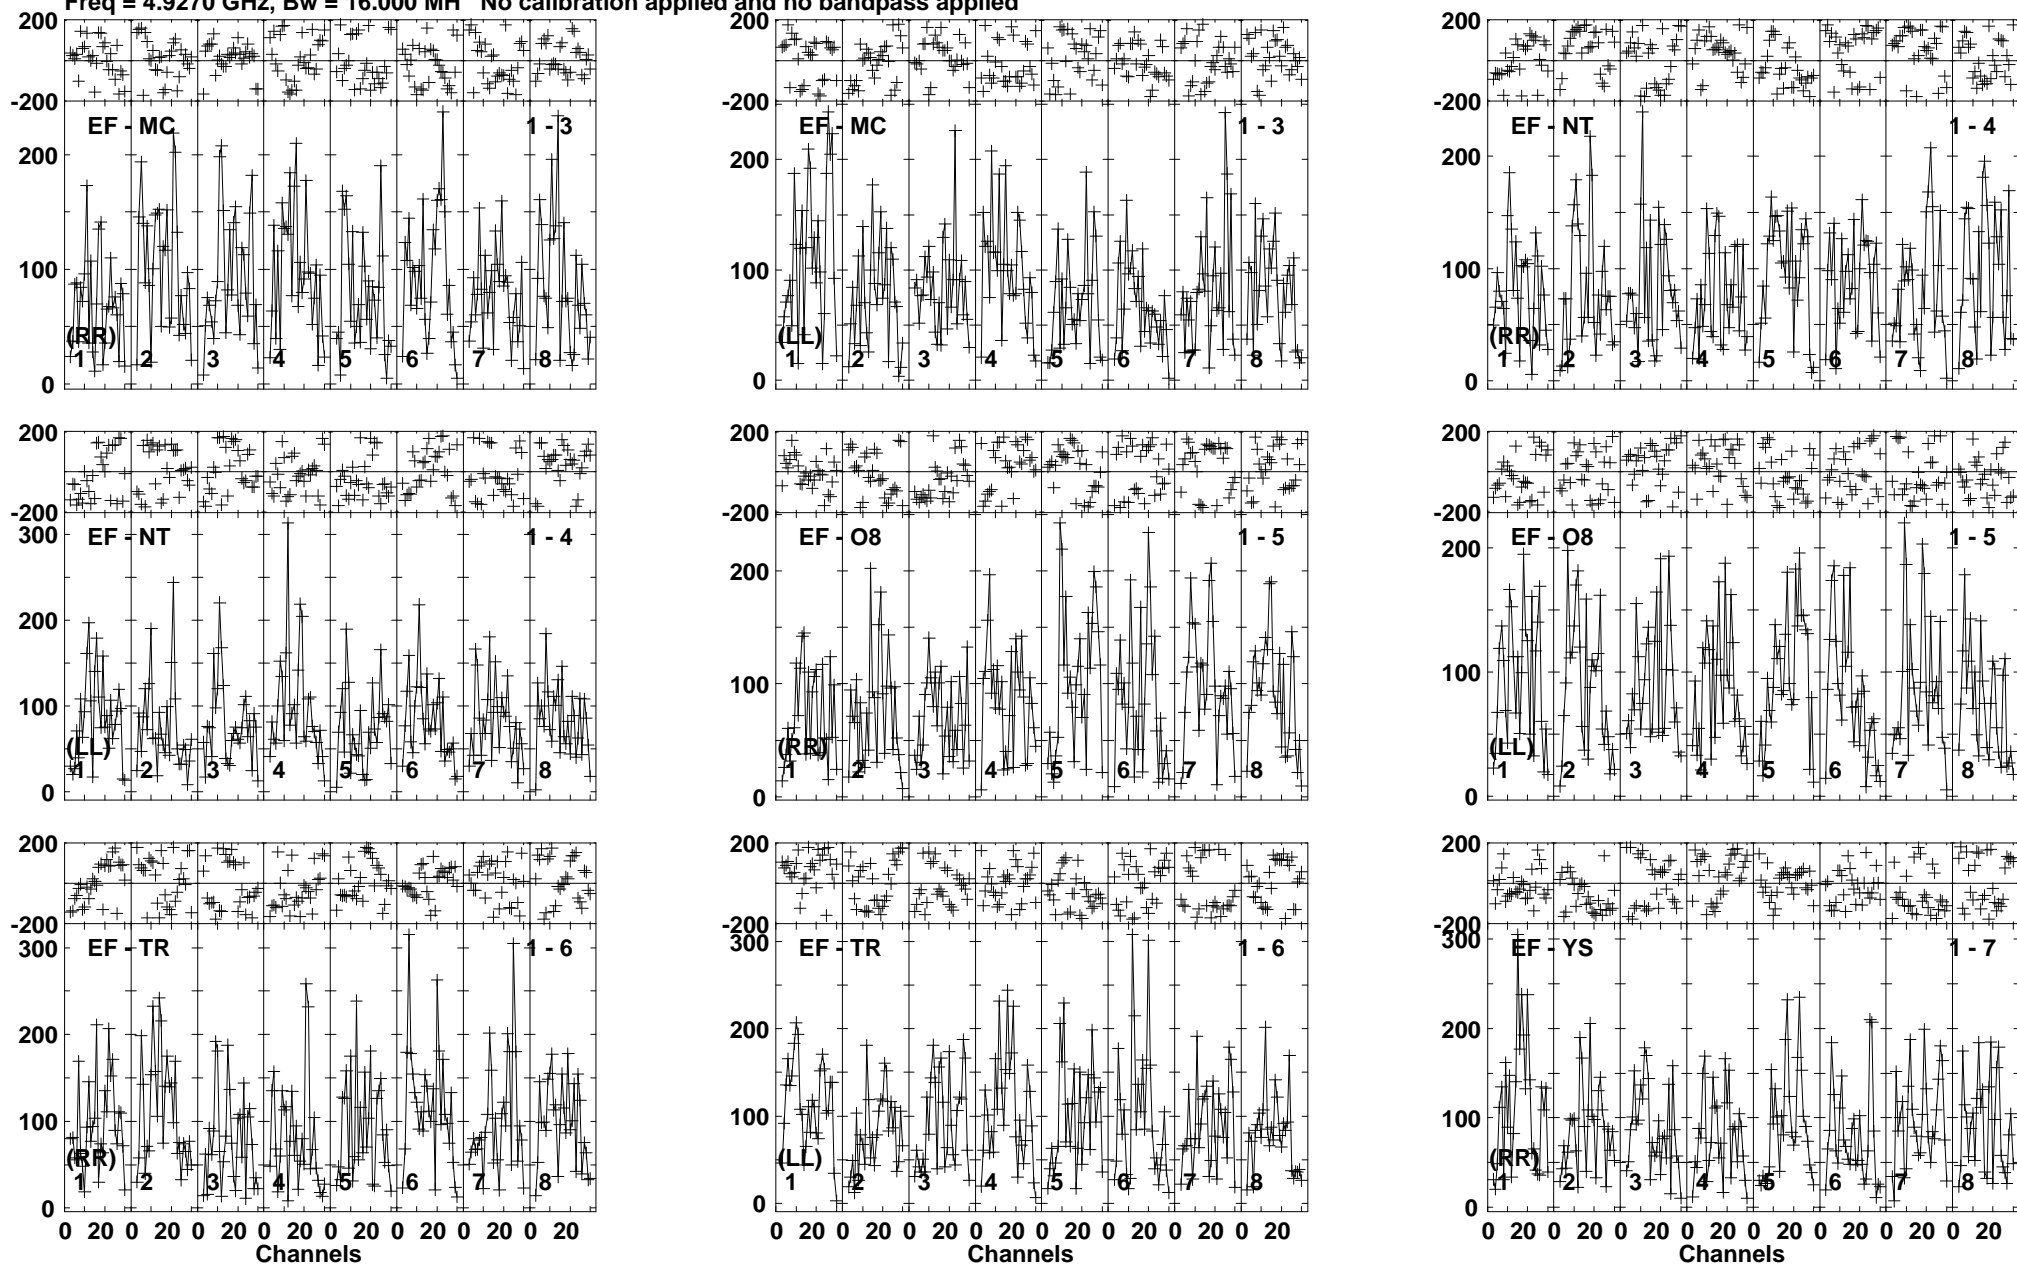 Freq = 4.9270 GHz, Bw = 16.000 MH No calibration applied and no bandpass applied
200 200 200
-200 -200 -200
EF - MC 1 - 3 EF - MC 1 - 3 EF - NT 1 - 4
200 200 200
100 100 100
(RR) (LL) (RR)
1 2 3 4 5 6 7 8 1 2 3 4 5 6 7 8 1 2 3 4 5 6 7 8
0 0 0
200 200 200
-200 -200 -200
EF - NT 1 - 4 EF - O8 1 - 5 EF - O8 1 - 5
300
200 200 200
100 100 100
(LL) (RR) (LL)
1 2 3 4 5 6 7 8 1 2 3 4 5 6 7 8 1 2 3 4 5 6 7 8
0 0 0
200 200 200
-200 -200 -200
EF - TR 1 - 6 EF - TR 1 - 6 EF - YS 1 - 7
300 300 300
200 200 200
100 100 100
(RR) (LL) (RR)
1 2 3 4 5 6 7 8 1 2 3 4 5 6 7 8 1 2 3 4 5 6 7 8
0 0 0
0 20 0 20 0 20 0 20 0 20 0 20 0 20 0 20 0 20 0 20 0 20 0 20 0 20 0 20 0 20 0 20 0 20 0 20 0 20 0 20 0 20 0 20 0 20 0 20
Channels Channels Channels